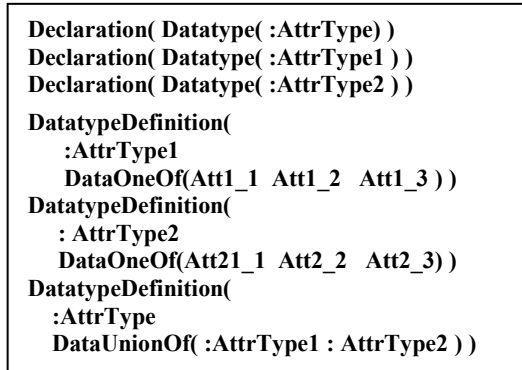 Declaration( Datatype( :AttrType) )
Declaration( Datatype( :AttrType1 ) )
Declaration( Datatype( :AttrType2 ) )
DatatypeDefinition(
:AttrType1
DataOneOf(Att1_1 Att1_2 Att1_3 ) )
DatatypeDefinition(
: AttrType2
DataOneOf(Att21_1 Att2_2 Att2_3) )
DatatypeDefinition(
:AttrType
DataUnionOf( :AttrType1 : AttrType2 ) )